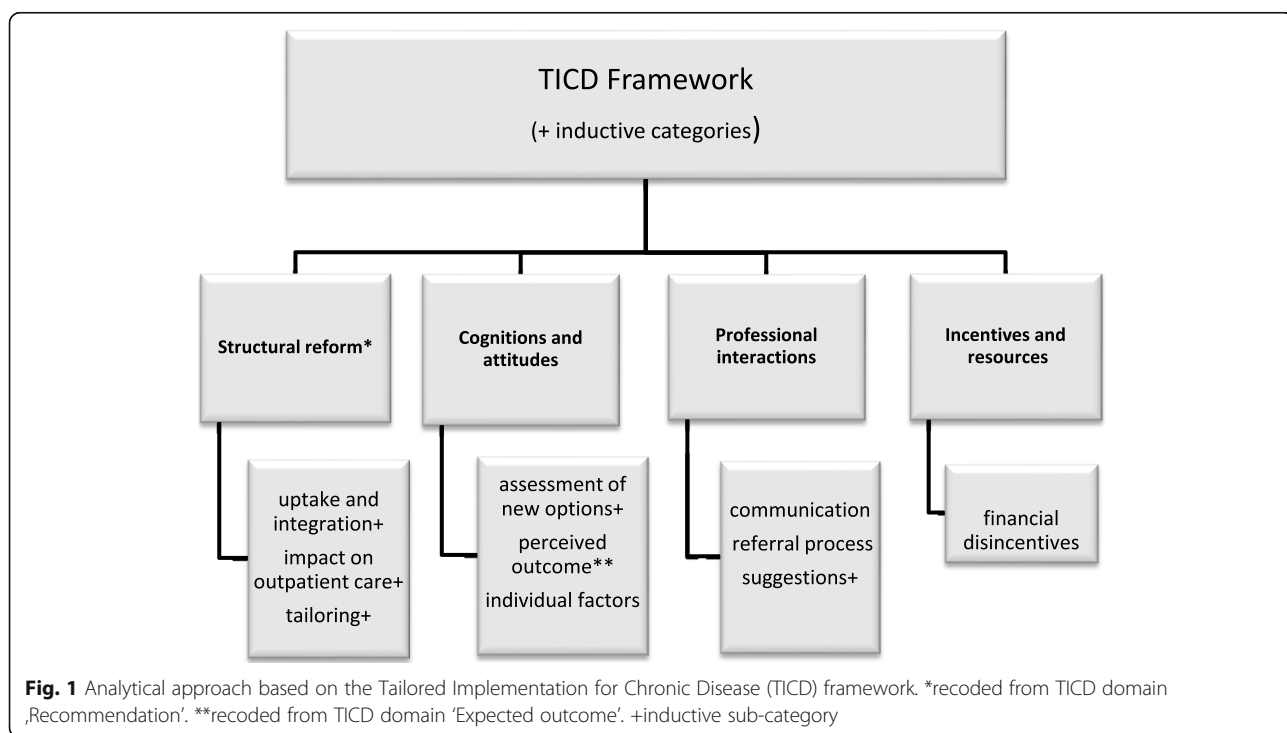 TICD Framework
(+ inductive categories)
Structural reform*
Cognitions and
attitudes
Professional
interactions
Incentives and
resources
uptake and
integration+
impact on
outpatient care+
tailoring+
assessment of
new options+
perceived
outcome**
individual factors
communication
referral process
suggestions+
financial
disincentives
Fig. 1 Analytical approach based on the Tailored Implementation for Chronic Disease (TICD) framework. *recoded from TICD domain
‚Recommendation’. **recoded from TICD domain ‘Expected outcome’. +inductive sub-category